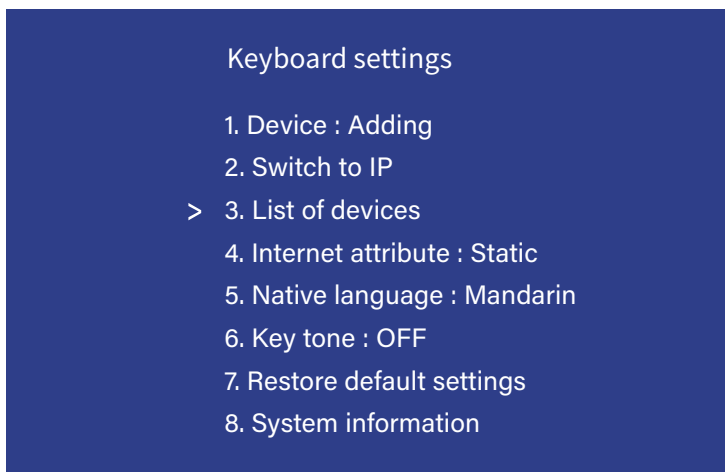 Keyboard settings
1. Device : Adding
2. Switch to IP
> 3. List of devices
4. Internet attribute : Static
5. Native language : Mandarin
6. Key tone : OFF
7. Restore default settings
8. System information